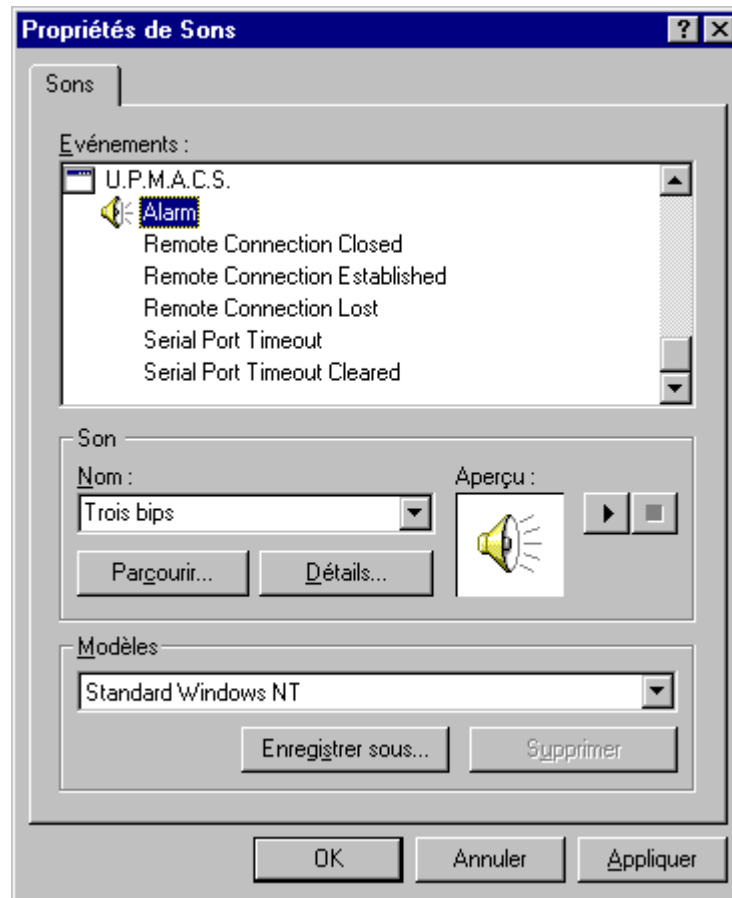 Propriétés de Sons
Sons
Evénements :
U.P.M.A.C.S.
Alarm
Remote Connection Closed
Remote Connection Established
Remote Connection Lost
Serial Port Timeout
Serial Port Timeout Cleared
Son
Nom :
Aperçu :
Trois bips
Parcourir...
Détails...
Modèles
Standard Windows NT
Enregistrer sous...
Supprimer
OK
Annuler
Appliquer